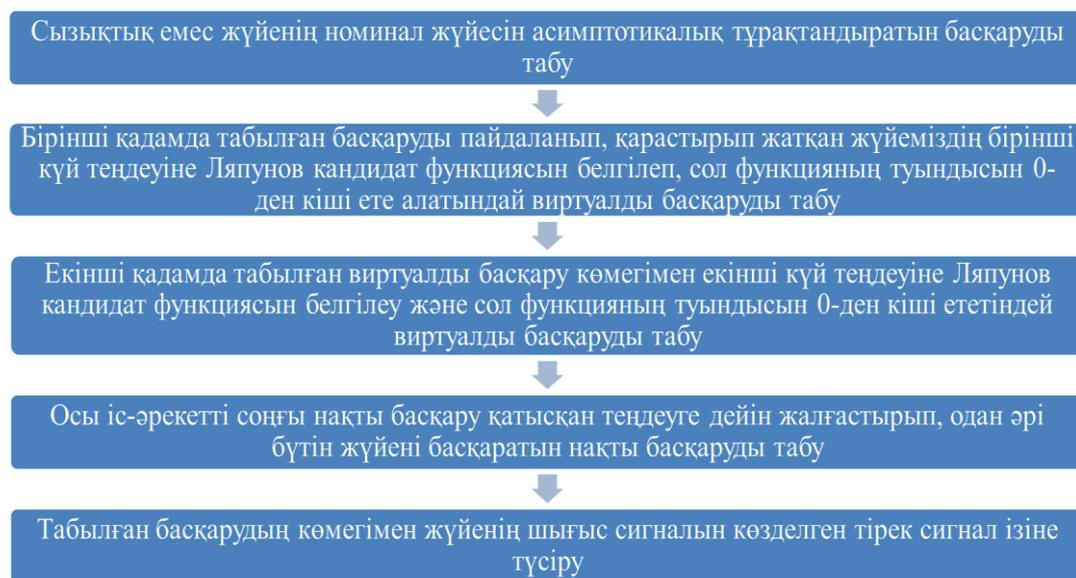 Сызықтық емес жүйенің номинал жүйесін асимптотикалық тұрақтандыратын басқаруды
табу
Бірінші қадамда табылған басқаруды пайдаланып, қарастырып жатқан жүйеміздің бірінші
күй теңдеуіне Ляпунов кандидат функциясын белгілеп, сол функцияның туындысын 0-
ден кіші ете алатындай виртуалды басқаруды табу
Екінші қадамда табылған виртуалды басқару көмегімен екінші күй теңдеуіне Ляпунов
кандидат функциясын белгілеу және сол функцияның туындысын 0-ден кіші ететіндей
виртуалды басқаруды табу
Осы іс-әрекетті соңғы нақты басқару қатысқан теңдеуге дейін жалғастырып, одан әрі
бүтін жүйені басқаратын нақты басқаруды табу
Табылған басқарудың көмегімен жүйенің шығыс сигналын көзделген тірек сигнал ізіне
түсіру